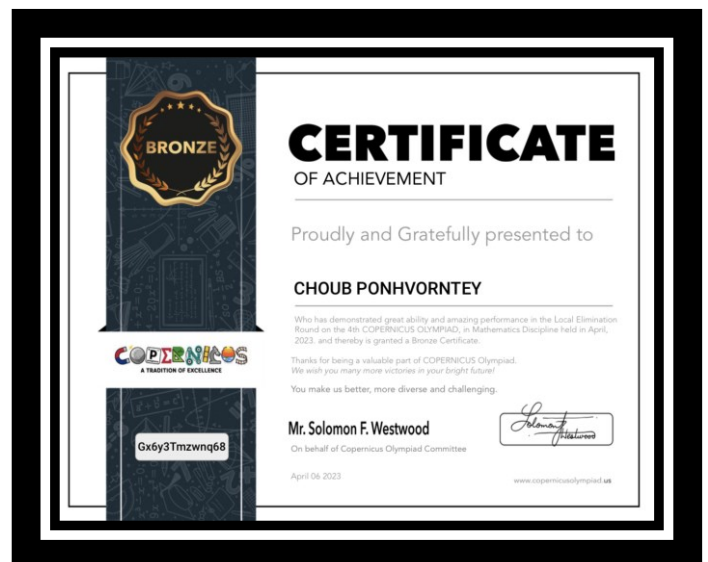 BRONZE
COPERNICUS
A TRADITION OF EXCELLENCE
Gx6y3Tmzwnq68
CERTIFICATE
OF ACHIEVEMENT
Proudly and Gratefully presented to
CHOUB PONHVORNTEY
Who has demonstrated great ability and amazing performance in the Local Elimination
Round on the 4th COPERNICUS OLYMPIAD, in Mathematics Discipline held in April,
2023. and thereby is granted a Bronze Certificate.
Thanks for being a valuable part of COPERNICUS Olympiad.
We wish you many more victories in your bright future!
You make us better, more diverse and challenging.
Mr. Solomon F. Westwood
On behalf of Copernicus Olympiad Committee
Solomon Westwood
April 06 2023
www.copernicusolympiad.us